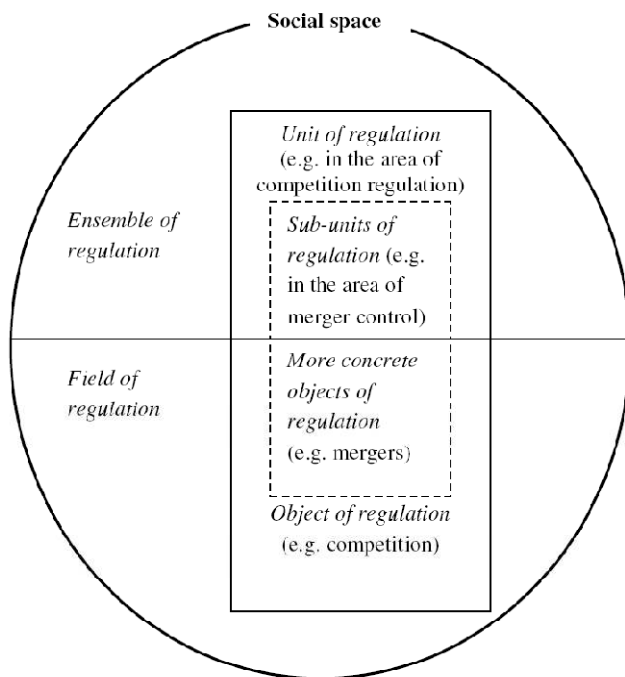 Social space
Unit of regulation
(e.g. in the area of
competition regulation)
Ensemble of
regulation
Sub-units of
regulation (e.g.
in the area of
merger control)
Field of
regulation
More concrete
objects of
regulation
(e.g. mergers)
Object of regulation
(e.g. competition)